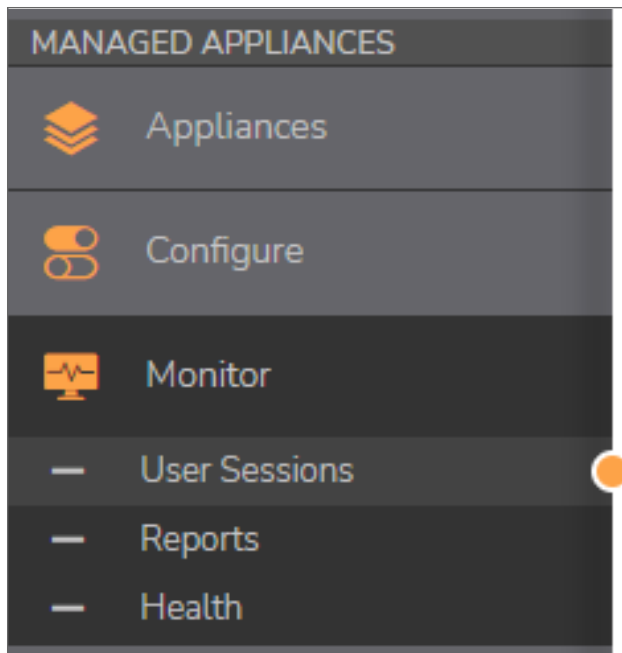 MANAGED APPLIANCES
Appliances
Configure
Monitor
User Sessions
Reports
Health